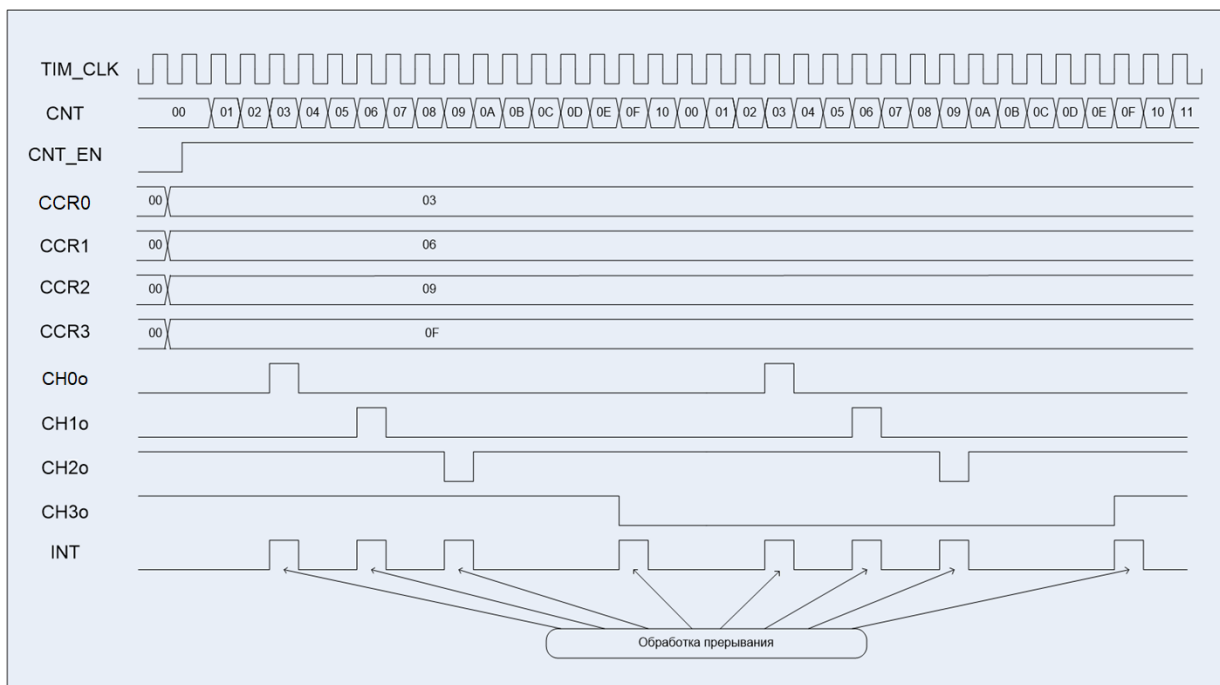 TIM_CLK
CNT 00 01 02 03 04 05 06 07 08 09 0A 0B 0C 0D 0E 0F 10 00 01 02 03 04 05 06 07 08 09 0A 0B 0C 0D 0E 0F 10 11
CNT_EN
CCR0 00 03
CCR1 00 06
CCR2 00 09
CCR3 00 0F
CH0o
CH1o
CH2o
CH3o
INT
Обработка прерывания